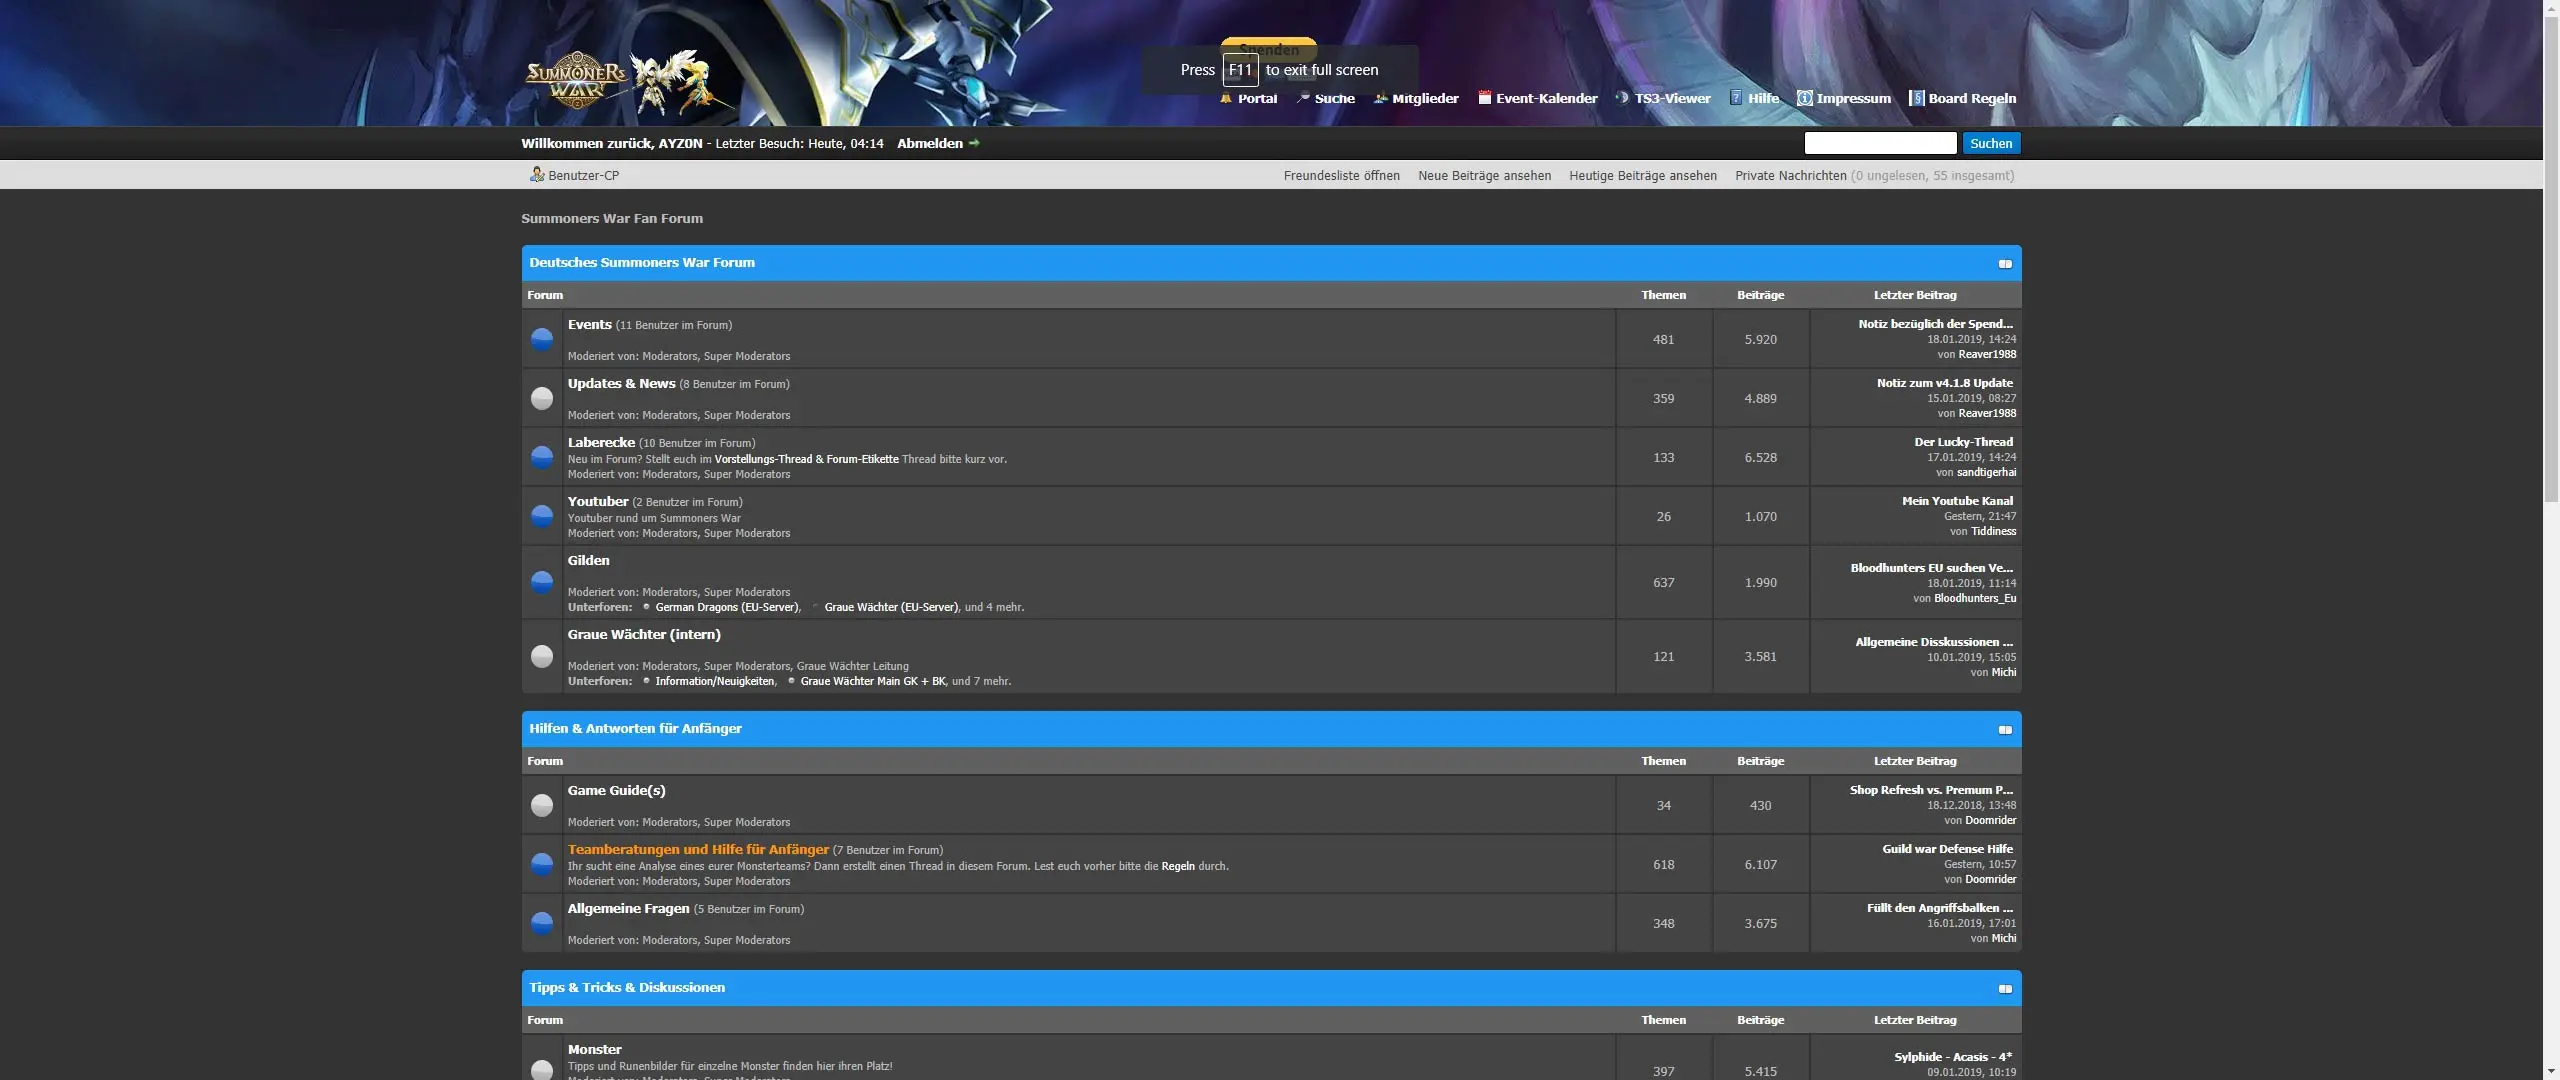 Spenden
SUMMONERS WAR
Press F11 to exit full screen
Portal Suche Mitglieder Event-Kalender TS3-Viewer Hilfe Impressum Board Regeln
Willkommen zurück, AYZ0N - Letzter Besuch: Heute, 04:14 Abmelden
Suchen
Benutzer-CP Freundesliste öffnen Neue Beiträge ansehen Heutige Beiträge ansehen Private Nachrichten (0 ungelesen, 55 insgesamt)
Summoners War Fan Forum
Deutsches Summoners War Forum
Forum Themen Beiträge Letzter Beitrag
Events (11 Benutzer im Forum)
Moderiert von: Moderators, Super Moderators
481 5.920
Notiz bezüglich der Spend...
18.01.2019, 14:24
von Reaver1988
Updates & News (8 Benutzer im Forum)
Moderiert von: Moderators, Super Moderators
359 4.889
Notiz zum v4.1.8 Update
15.01.2019, 08:27
von Reaver1988
Laberecke (10 Benutzer im Forum)
Neu im Forum? Stellt euch im Vorstellungs-Thread & Forum-Etikette Thread bitte kurz vor.
Moderiert von: Moderators, Super Moderators
133 6.528
Der Lucky-Thread
17.01.2019, 14:24
von sandtigerhai
Youtuber (2 Benutzer im Forum)
Youtuber rund um Summoners War
Moderiert von: Moderators, Super Moderators
26 1.070
Mein Youtube Kanal
Gestern, 21:47
von Tiddiness
Gilden
Moderiert von: Moderators, Super Moderators
Unterforen: German Dragons (EU-Server), Graue Wächter (EU-Server), und 4 mehr.
637 1.990
Bloodhunters EU suchen Ve...
18.01.2019, 11:14
von Bloodhunters_Eu
Graue Wächter (intern)
Moderiert von: Moderators, Super Moderators, Graue Wächter Leitung
Unterforen: Information/Neuigkeiten, Graue Wächter Main GK + BK, und 7 mehr.
121 3.581
Allgemeine Disskussionen ...
10.01.2019, 15:05
von Michi
Hilfen & Antworten für Anfänger
Forum Themen Beiträge Letzter Beitrag
Game Guide(s)
Moderiert von: Moderators, Super Moderators
34 430
Shop Refresh vs. Premum P...
18.12.2018, 13:48
von Doomrider
Teamberatungen und Hilfe für Anfänger (7 Benutzer im Forum)
Ihr sucht eine Analyse eines eurer Monsterteams? Dann erstellt einen Thread in diesem Forum. Lest euch vorher bitte die Regeln durch.
Moderiert von: Moderators, Super Moderators
618 6.107
Guild war Defense Hilfe
Gestern, 10:57
von Doomrider
Allgemeine Fragen (5 Benutzer im Forum)
Moderiert von: Moderators, Super Moderators
348 3.675
Füllt den Angriffsbalken ...
16.01.2019, 17:01
von Michi
Tipps & Tricks & Diskussionen
Forum Themen Beiträge Letzter Beitrag
Monster
Tipps und Runenbilder für einzelne Monster finden hier ihren Platz!
Moderiert von: Moderators, Super Moderators
397 5.415
Sylphide - Acasis - 4*
09.01.2019, 10:19